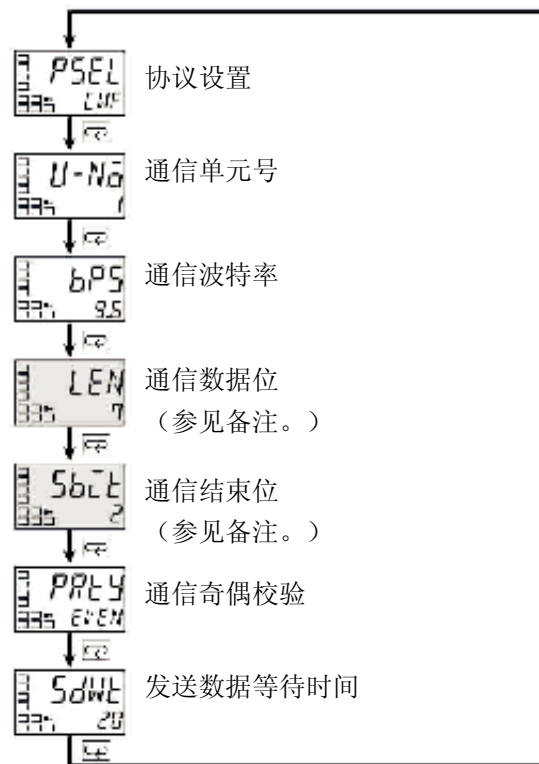 PSEL
CWF
协议设置
U-No
1
通信单元号
bPS
9.6
通信波特率
LEN
7
通信数据位
（参见备注。）
SbIt
2
通信结束位
（参见备注。）
PRtY
EVEN
通信奇偶校验
SdWt
20
发送数据等待时间